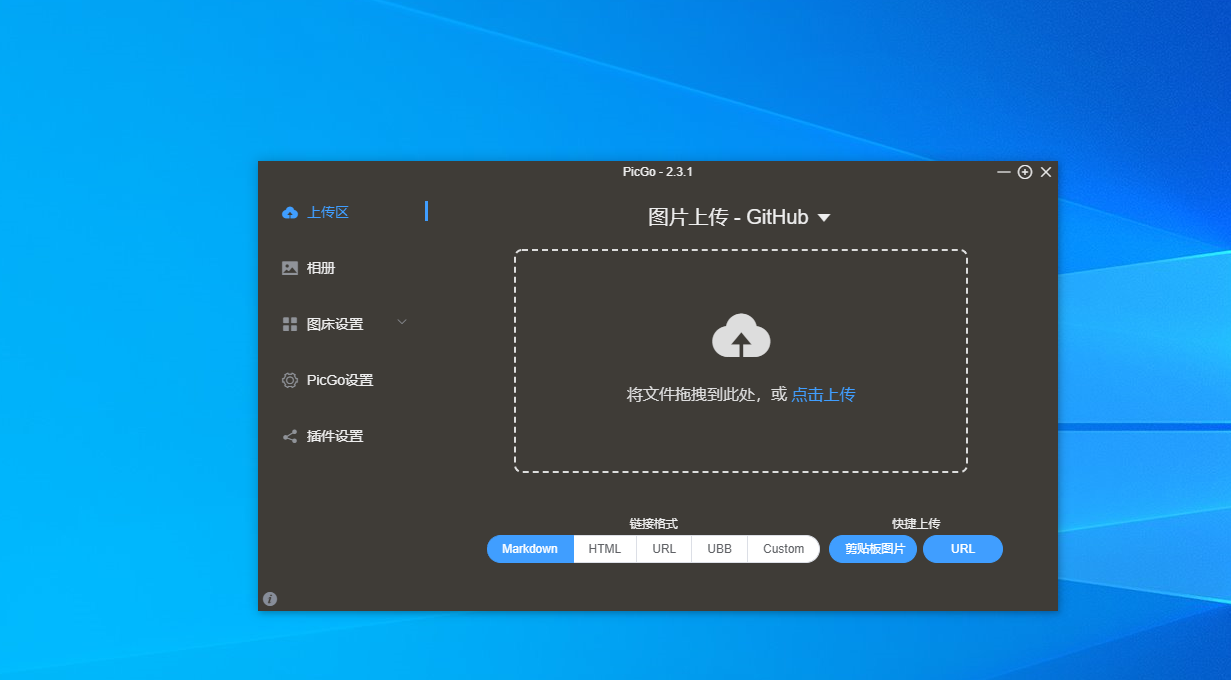 PicGo - 2.3.1
上传区
相册
图床设置
PicGo设置
插件设置
图片上传 - GitHub
将文件拖拽到此处，或 点击上传
链接格式
快捷上传
Markdown HTML URL UBB Custom
剪贴板图片 URL
i